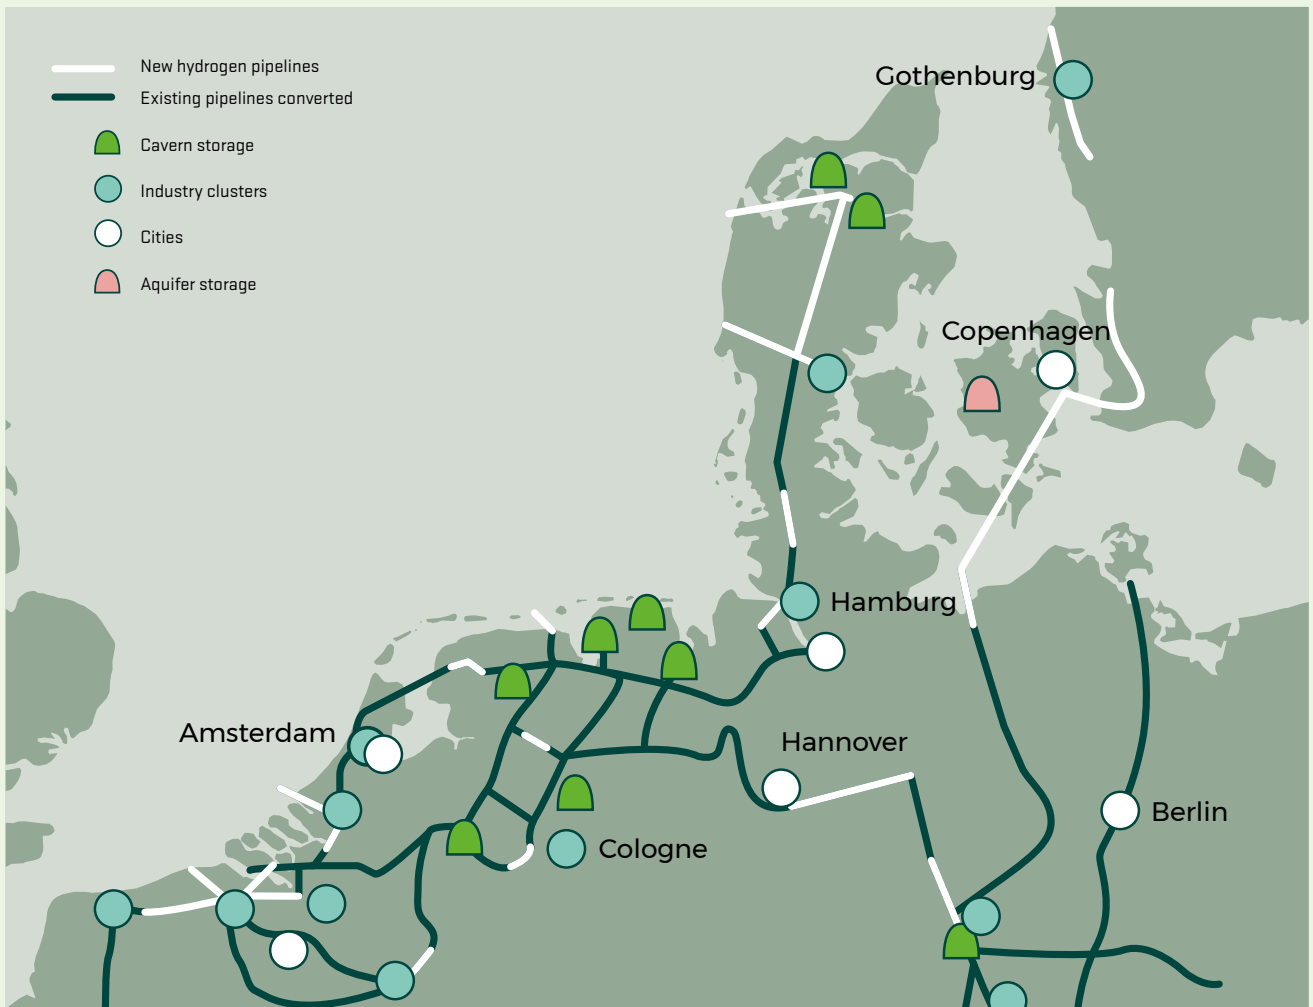 New hydrogen pipelines
Existing pipelines converted
Cavern storage
Industry clusters
Cities
Aquifer storage
Gothenburg
Copenhagen
Hamburg
Amsterdam
Hannover
Berlin
Cologne